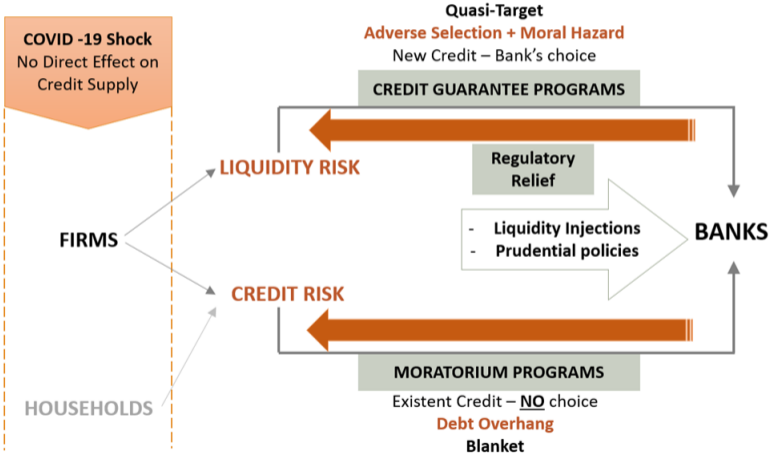 Quasi-Target
Adverse Selection + Moral Hazard
New Credit – Bank's choice
CREDIT GUARANTEE PROGRAMS
COVID -19 Shock
No Direct Effect on
Credit Supply
LIQUIDITY RISK
Regulatory
Relief
FIRMS
- Liquidity Injections
- Prudential policies
BANKS
CREDIT RISK
HOUSEHOLDS
MORATORIUM PROGRAMS
Existent Credit – NO choice
Debt Overhang
Blanket